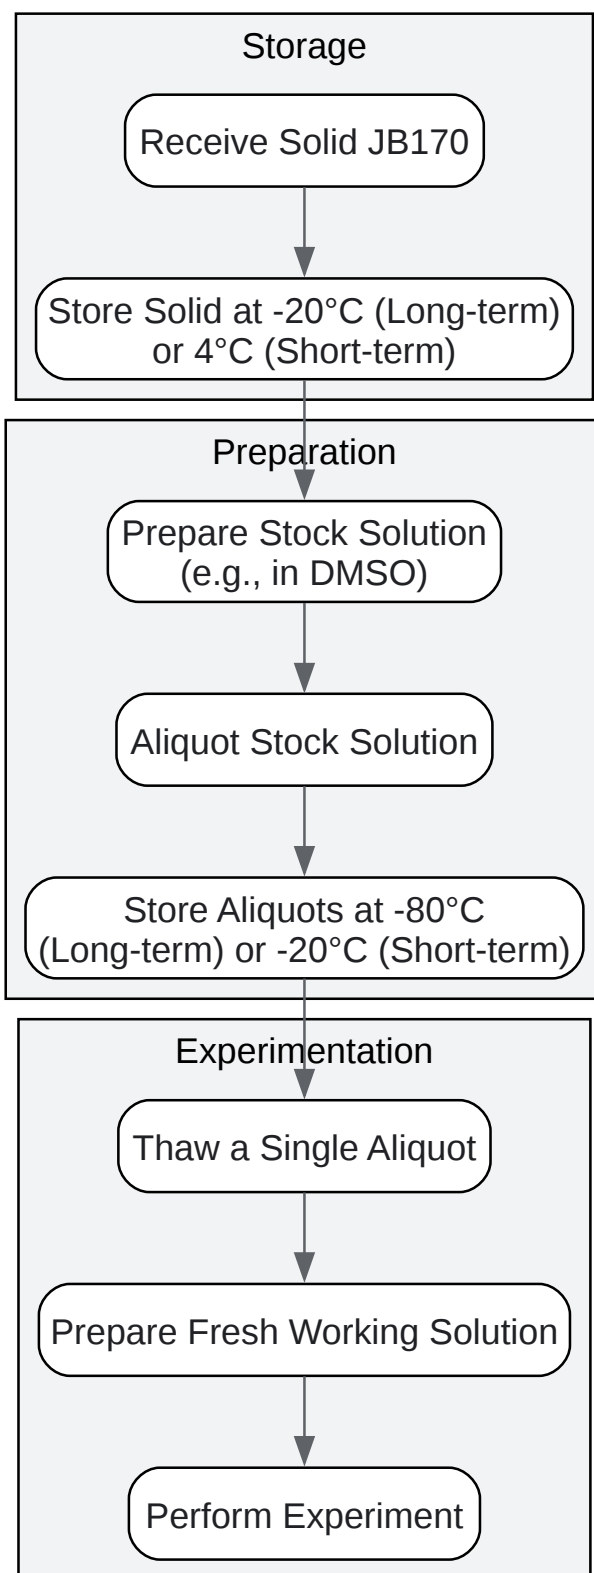 Storage
Receive Solid JB170
Store Solid at -20°C (Long-term)
or 4°C (Short-term)
Preparation
Prepare Stock Solution
(e.g., in DMSO)
Aliquot Stock Solution
Store Aliquots at -80°C
(Long-term) or -20°C (Short-term)
Experimentation
Thaw a Single Aliquot
Prepare Fresh Working Solution
Perform Experiment